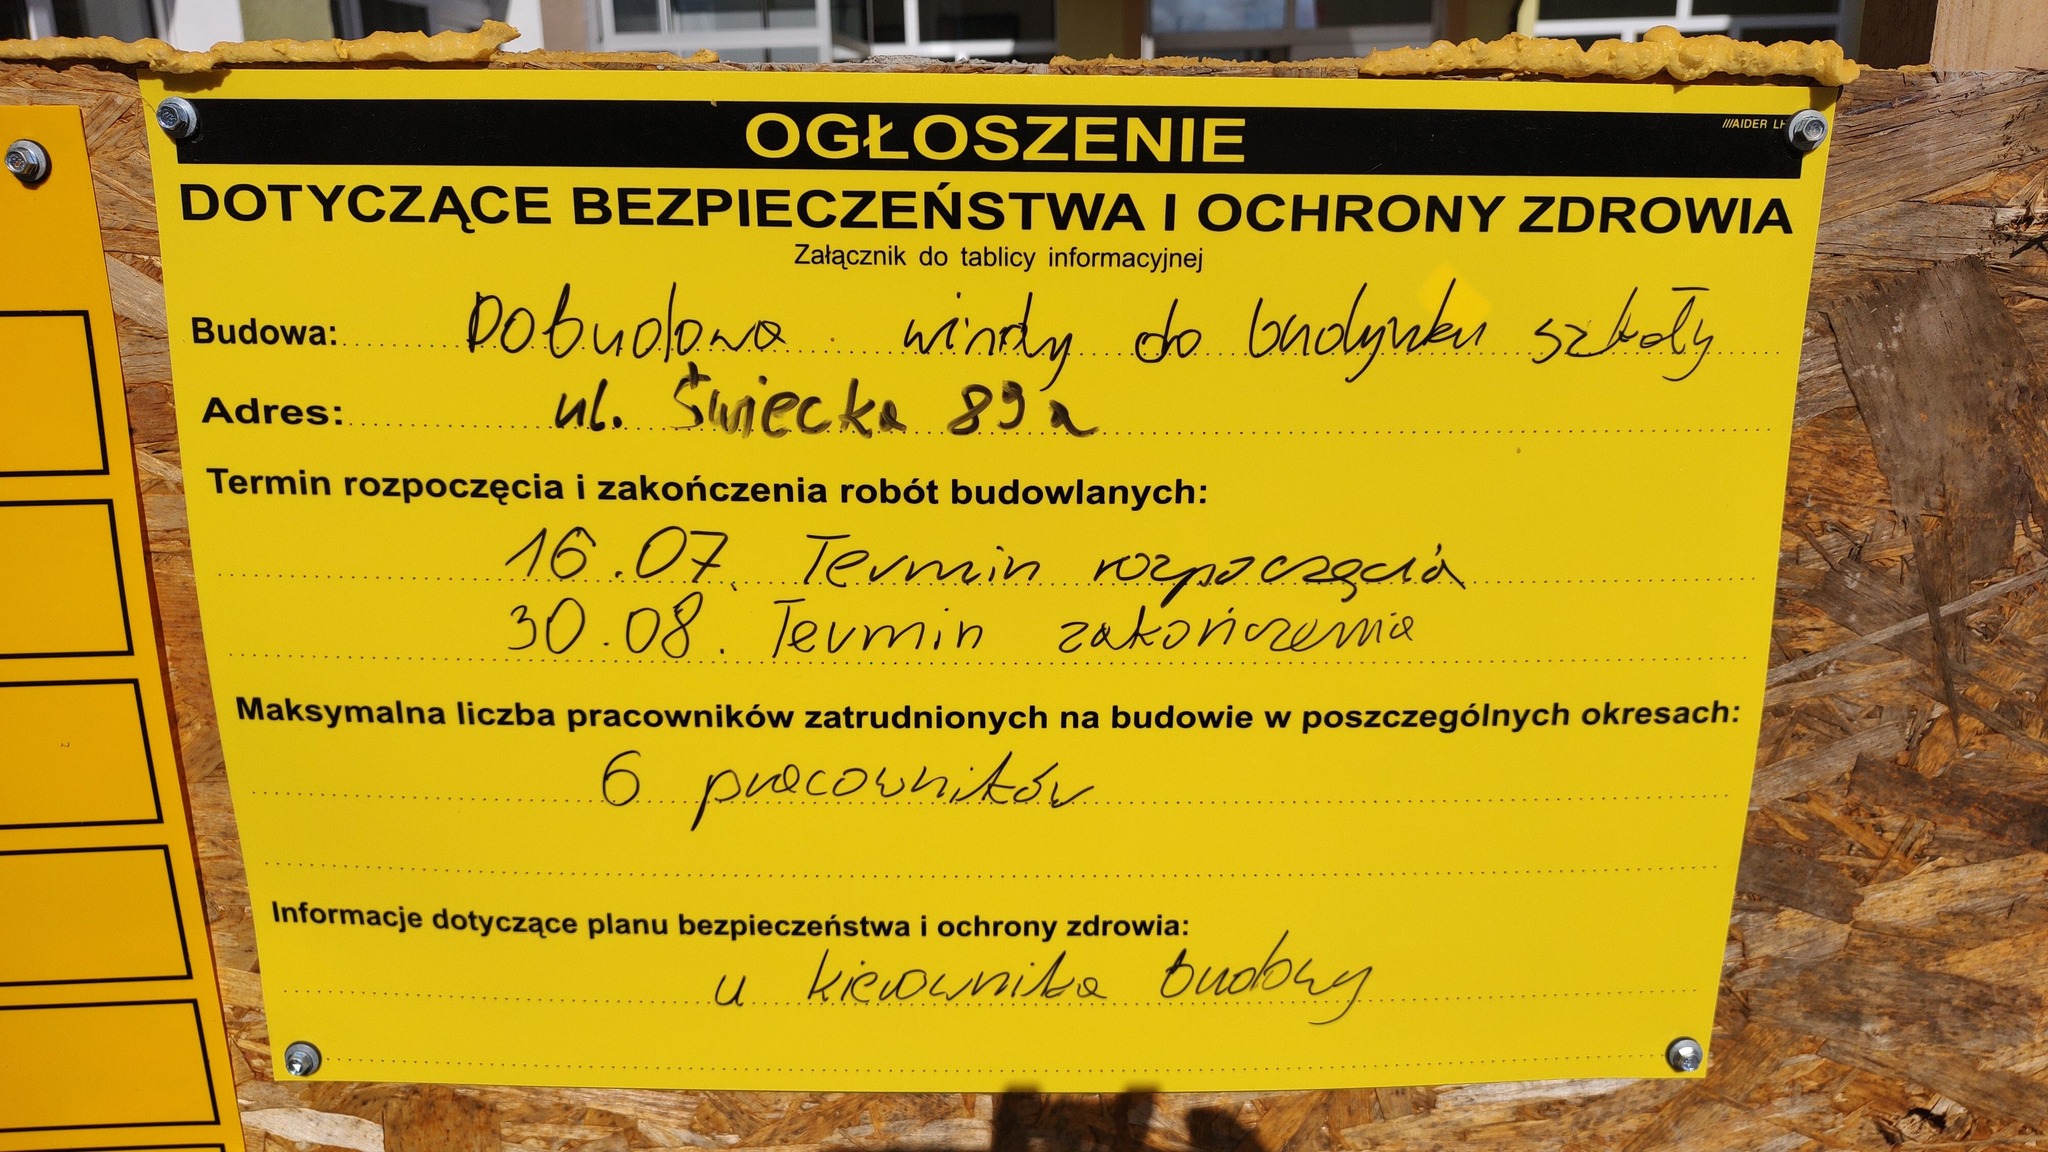 OGŁOSZENIE
///AIDER LH
DOTYCZĄCE BEZPIECZEŃSTWA I OCHRONY ZDROWIA
Załącznik do tablicy informacyjnej
Budowa: Dobudowa windy do budynku szkoły
Adres: ul. Świecka 89a
Termin rozpoczęcia i zakończenia robót budowlanych:
16.07. Termin rozpoczęcia
30.08. Termin zakończenia
Maksymalna liczba pracowników zatrudnionych na budowie w poszczególnych okresach:
6 pracowników
Informacje dotyczące planu bezpieczeństwa i ochrony zdrowia:
u kierownika budowy